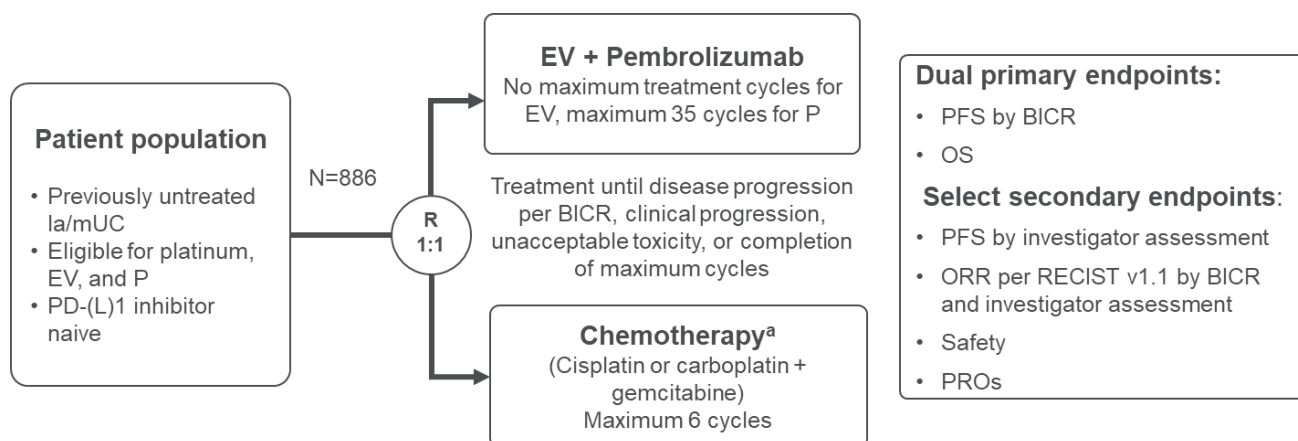 Patient population
• Previously untreated
la/mUC
• Eligible for platinum,
EV, and P
• PD-(L)1 inhibitor
naive
N=886
R
1:1
EV + Pembrolizumab
No maximum treatment cycles for
EV, maximum 35 cycles for P
Treatment until disease progression
per BICR, clinical progression,
unacceptable toxicity, or completion
of maximum cycles
Chemotherapyᵃ
(Cisplatin or carboplatin +
gemcitabine)
Maximum 6 cycles
Dual primary endpoints:
• PFS by BICR
• OS
Select secondary endpoints:
• PFS by investigator assessment
• ORR per RECIST v1.1 by BICR
and investigator assessment
• Safety
• PROs